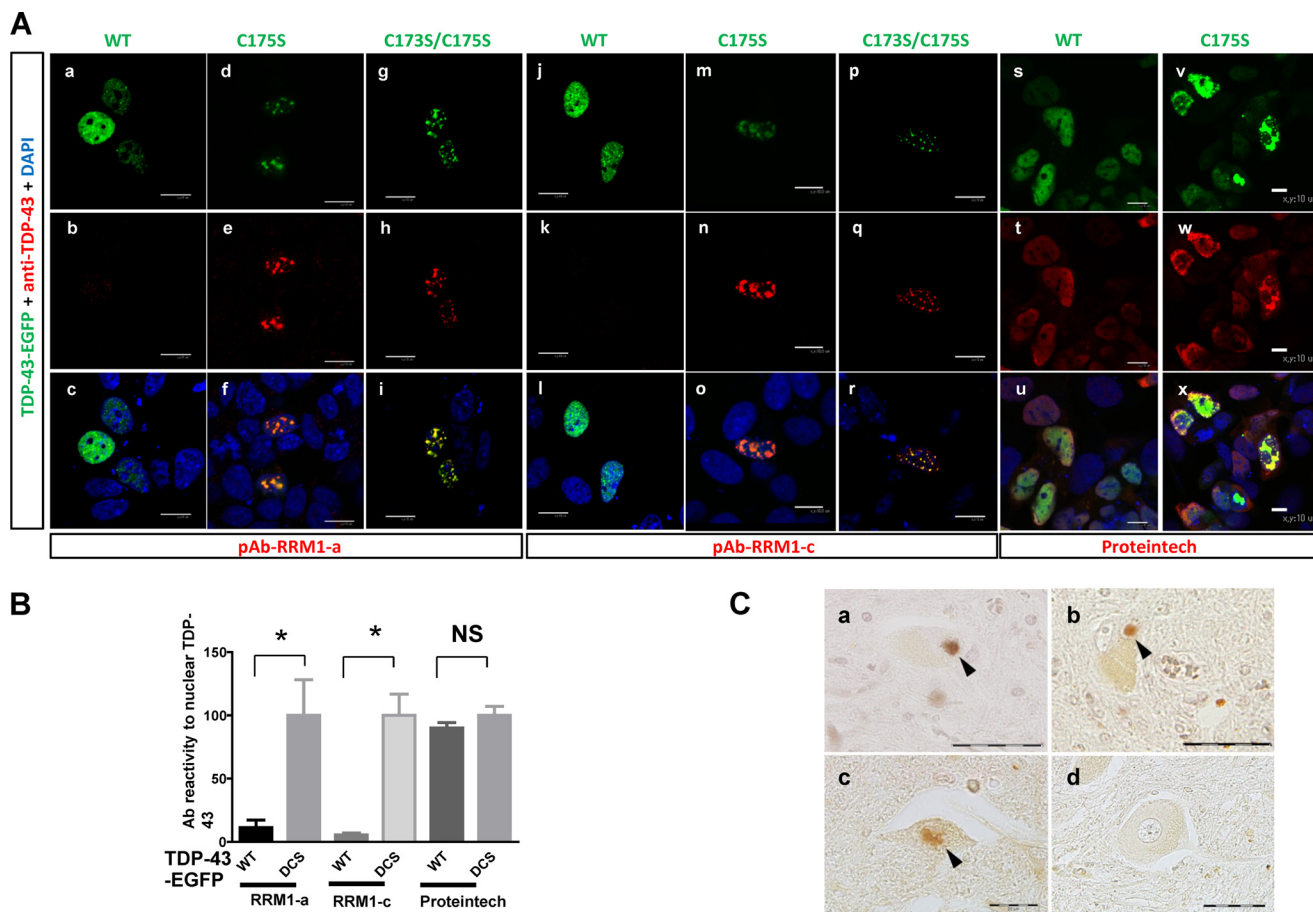 A
WT C175S C173S/C175S WT C175S C173S/C175S WT C175S
TDP-43-EGFP + anti-TDP-43 + DAPI
a d g j m p s v
x,y:10 u
b e h k n q t w
x,y:10 u
c f i l o r u x
x,y:10 u
pAb-RRM1-a pAb-RRM1-c Proteintech
B
Ab reactivity to nuclear TDP-
43
150
100
50
0
* * NS
TDP-43
-EGFP
WT DCS WT DCS WT DCS
RRM1-a RRM1-c Proteintech
C
a b
c d